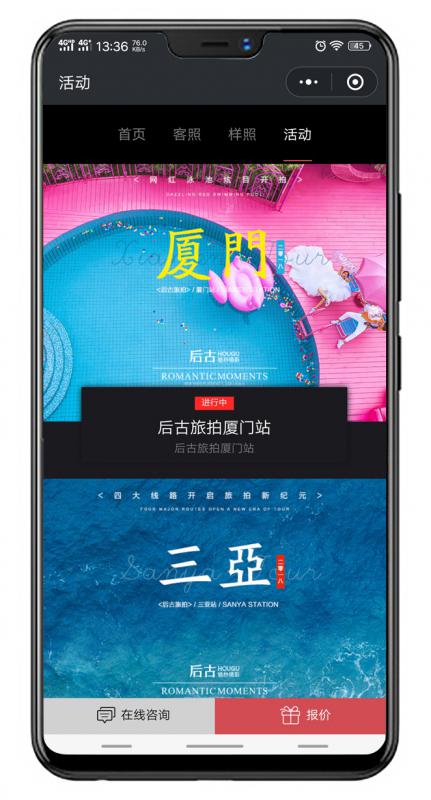 4G HD 4G 13:36 76.0 KB/s 45
活动
首页 客照 样照 活动
< 网 红 泳 池 炫 目 开 拍 >
DAZZLING RED SWIMMING POOL
厦門
<后古旅拍> / 厦门站 / XIAMEN STATION
后古 HOUGU
ROMANTICMOMENTS
进行中
后古旅拍厦门站
后古旅拍厦门站
< 四 大 线 路 开 启 旅 拍 新 纪 元 >
FOUR MAJOR ROUTES OPEN A NEW ERA OF TOUR
三亞
二零一八
Sanya Tour
<后古旅拍> / 三亚站 / SANYA STATION
后古 HOUGU
ROMANTICMOMENTS
在线咨询 报价